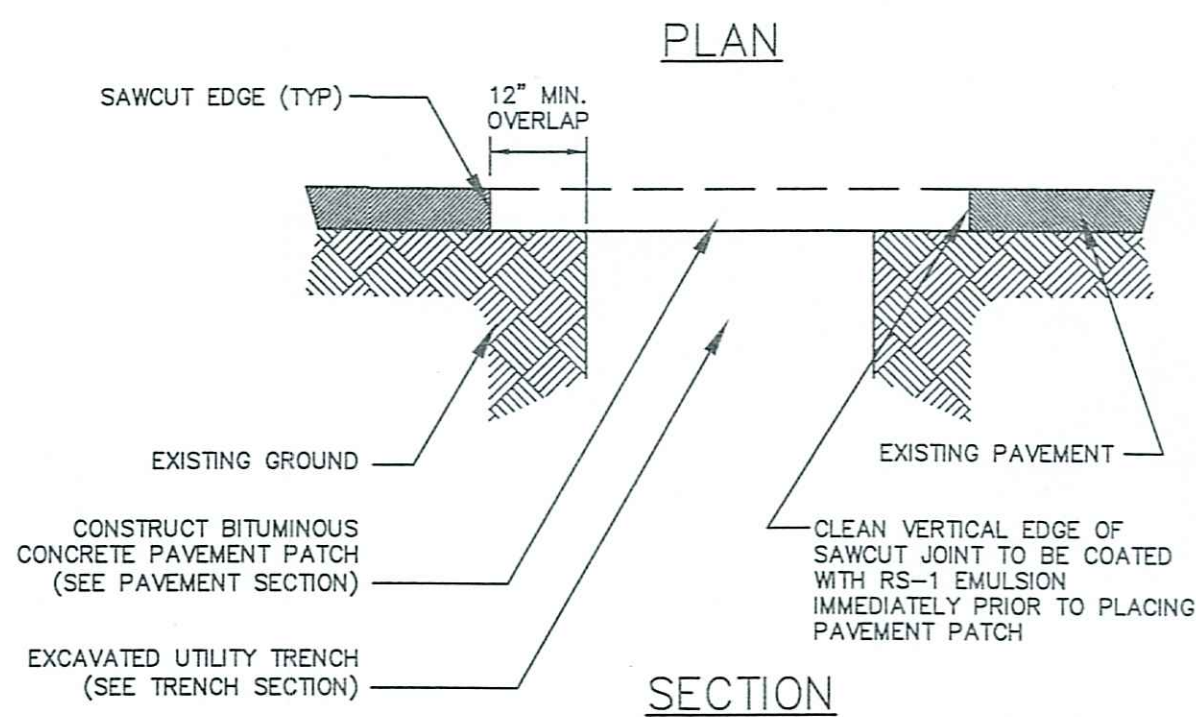 PLAN
SAWCUT EDGE (TYP)
12" MIN.
OVERLAP
EXISTING GROUND
EXISTING PAVEMENT
CONSTRUCT BITUMINOUS
CONCRETE PAVEMENT PATCH
(SEE PAVEMENT SECTION)
CLEAN VERTICAL EDGE OF
SAWCUT JOINT TO BE COATED
WITH RS-1 EMULSION
IMMEDIATELY PRIOR TO PLACING
PAVEMENT PATCH
EXCAVATED UTILITY TRENCH
(SEE TRENCH SECTION)
SECTION